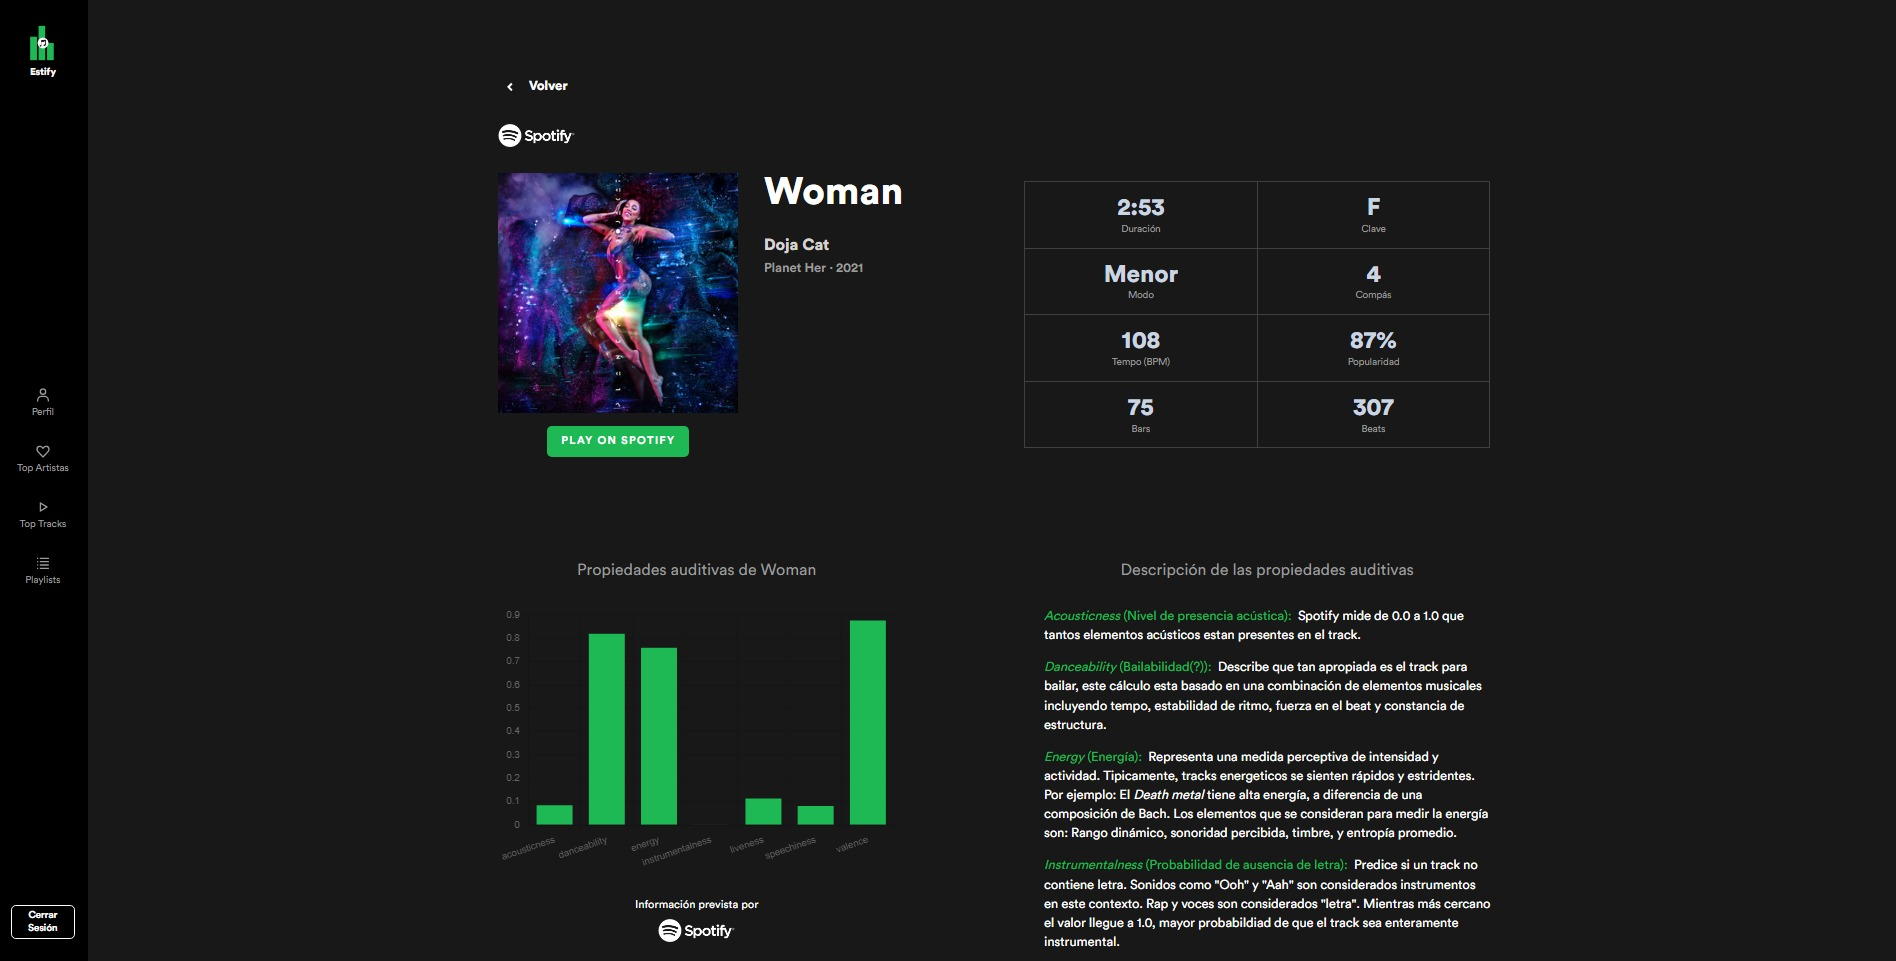 Estify
Perfil
Top Artistas
Top Tracks
Playlists
Cerrar
Sesión
Volver
Spotify
Woman
Doja Cat
Planet Her · 2021
PLAY ON SPOTIFY
2:53
Duración
F
Clave
Menor
Modo
4
Compás
108
Tempo (BPM)
87%
Popularidad
75
Bars
307
Beats
Propiedades auditivas de Woman
0.9
0.8
0.7
0.6
0.5
0.4
0.3
0.2
0.1
0
acousticness
danceability
energy
instrumentalness
liveness
speechiness
valence
Información prevista por
Spotify
Descripción de las propiedades auditivas
Acousticness (Nivel de presencia acústica): Spotify mide de 0.0 a 1.0 que
tantos elementos acústicos estan presentes en el track.
Danceability (Bailabilidad(?)): Describe que tan apropiada es el track para
bailar, este cálculo esta basado en una combinación de elementos musicales
incluyendo tempo, estabilidad de ritmo, fuerza en el beat y constancia de
estructura.
Energy (Energía): Representa una medida perceptiva de intensidad y
actividad. Tipicamente, tracks energeticos se sienten rápidos y estridentes.
Por ejemplo: El Death metal tiene alta energía, a diferencia de una
composición de Bach. Los elementos que se consideran para medir la energía
son: Rango dinámico, sonoridad percibida, timbre, y entropía promedio.
Instrumentalness (Probabilidad de ausencia de letra): Predice si un track no
contiene letra. Sonidos como "Ooh" y "Aah" son considerados instrumentos
en este contexto. Rap y voces son considerados "letra". Mientras más cercano
el valor llegue a 1.0, mayor probabildiad de que el track sea enteramente
instrumental.